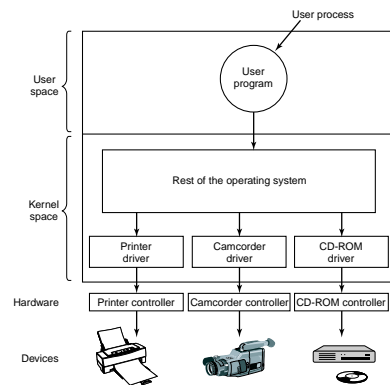 User process
User
space
User
program
Rest of the operating system
Kernel
space
Printer
driver
Camcorder
driver
CD-ROM
driver
Hardware
Printer controller
Camcorder controller
CD-ROM controller
Devices